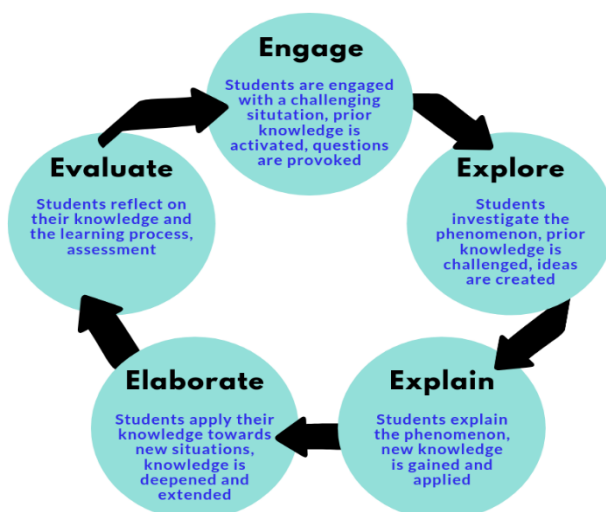 Engage
Students are engaged
with a challenging
situtation, prior
knowledge is
activated, questions
are provoked
Explore
Students
investigate the
phenomenon, prior
knowledge is
challenged, ideas
are created
Explain
Students explain
the phenomenon,
new knowledge
is gained and
applied
Elaborate
Students apply their
knowledge towards
new situations,
knowledge is
deepened and
extended
Evaluate
Students reflect on
their knowledge and
the learning process,
assessment